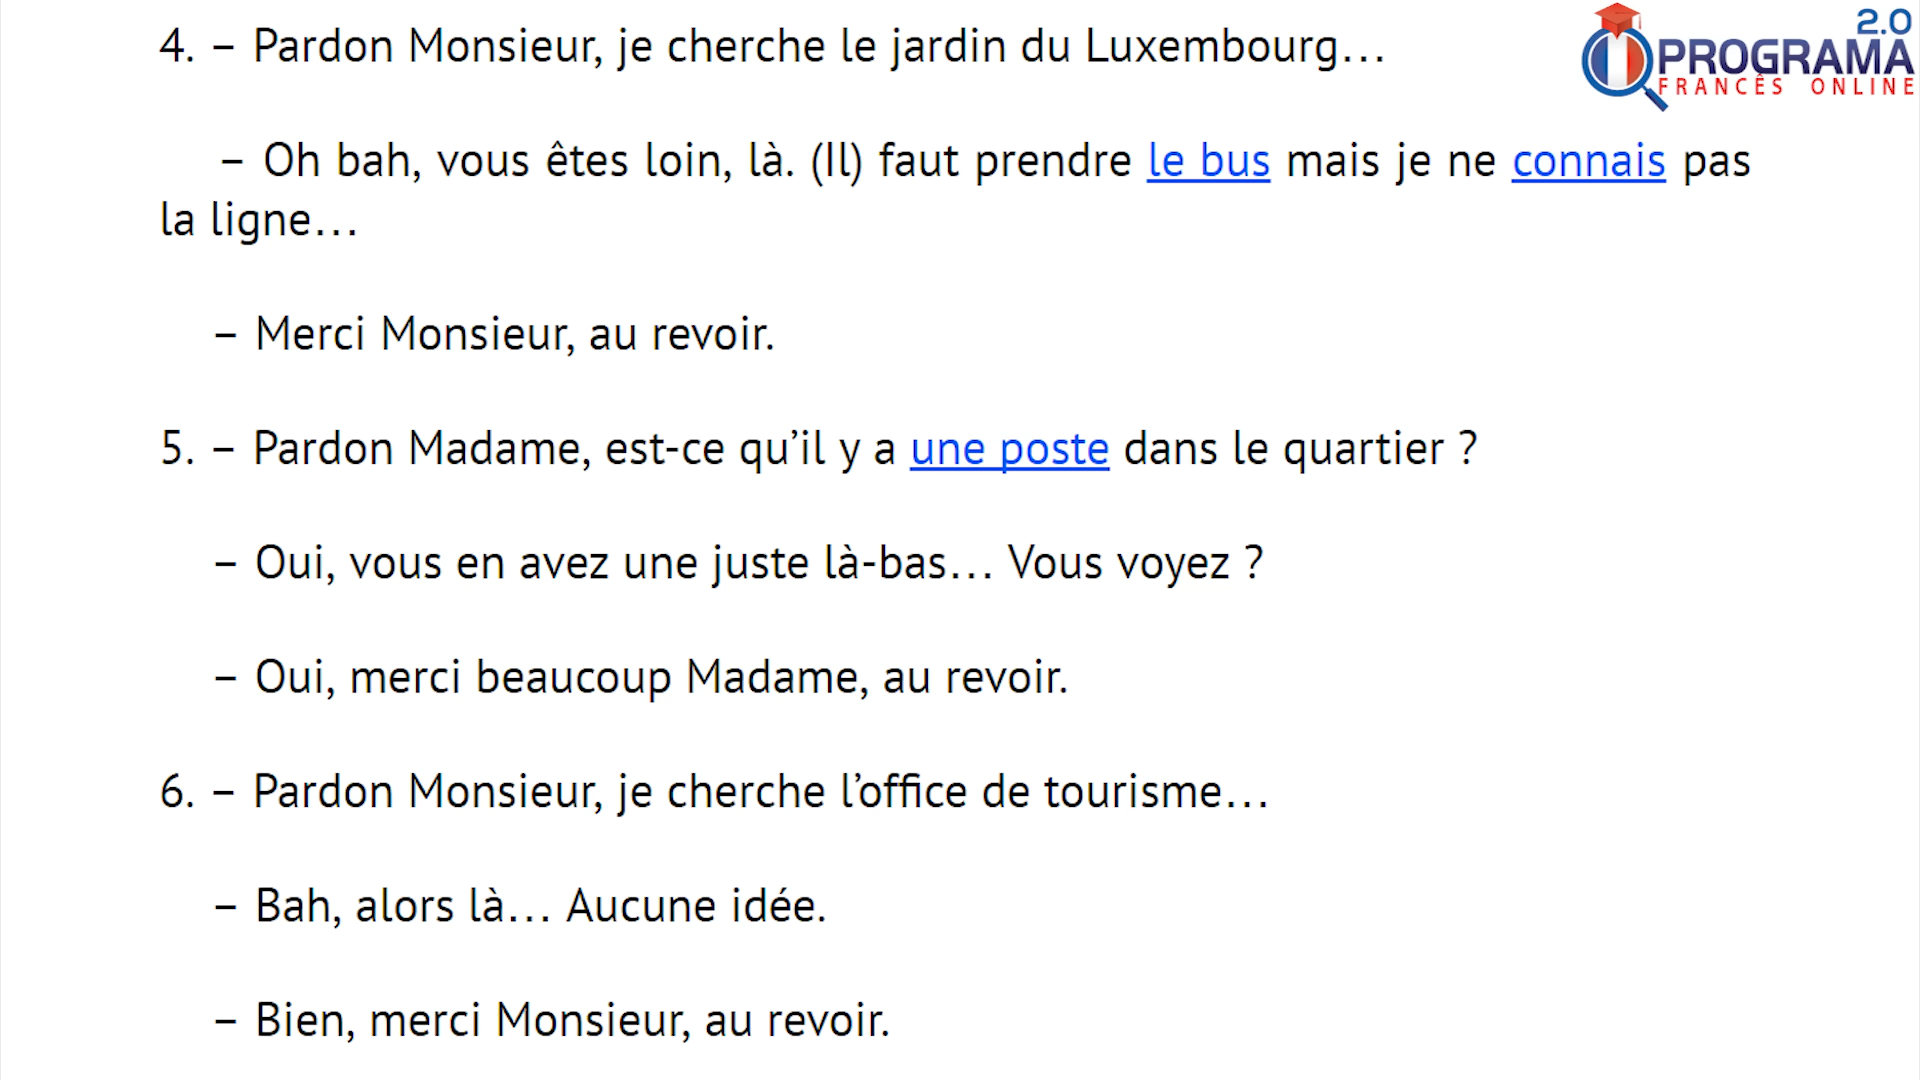 4. – Pardon Monsieur, je cherche le jardin du Luxembourg…
2.0
PROGRAMA
FRANCÊS ONLINE
– Oh bah, vous êtes loin, là. (Il) faut prendre le bus mais je ne connais pas
la ligne…
– Merci Monsieur, au revoir.
5. – Pardon Madame, est-ce qu’il y a une poste dans le quartier ?
– Oui, vous en avez une juste là-bas… Vous voyez ?
– Oui, merci beaucoup Madame, au revoir.
6. – Pardon Monsieur, je cherche l’office de tourisme…
– Bah, alors là… Aucune idée.
– Bien, merci Monsieur, au revoir.